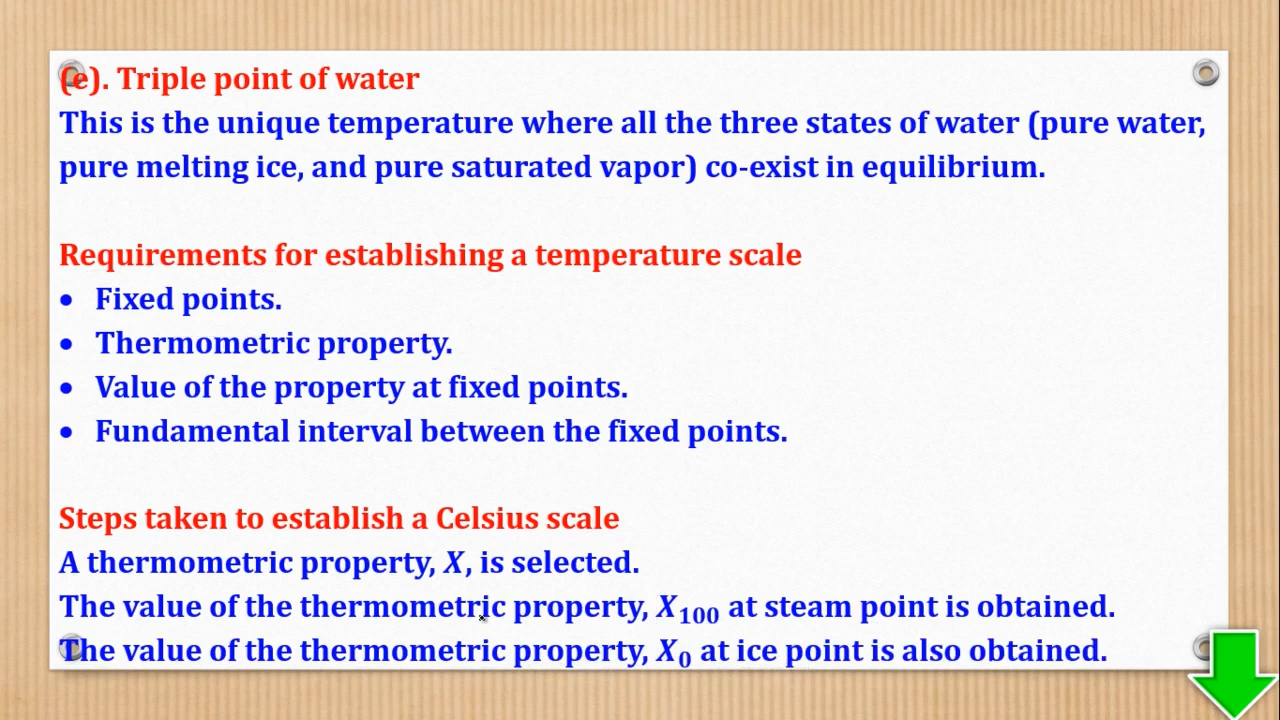 (e). Triple point of water
This is the unique temperature where all the three states of water (pure water,
pure melting ice, and pure saturated vapor) co-exist in equilibrium.
Requirements for establishing a temperature scale
• Fixed points.
• Thermometric property.
• Value of the property at fixed points.
• Fundamental interval between the fixed points.
Steps taken to establish a Celsius scale
A thermometric property, X, is selected.
The value of the thermometric property, X₁₀₀ at steam point is obtained.
The value of the thermometric property, X₀ at ice point is also obtained.